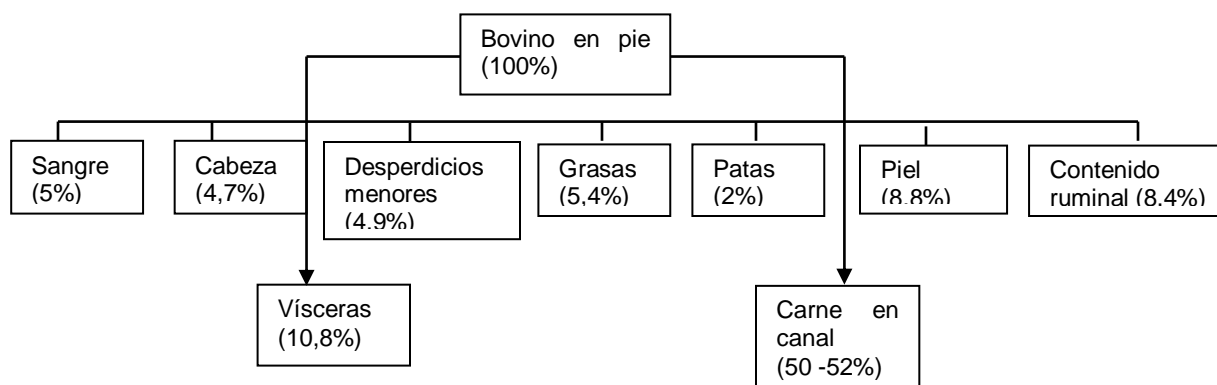 Bovino en pie
(100%)
Sangre
(5%)
Cabeza
(4,7%)
Desperdicios
menores
(4.9%)
Grasas
(5,4%)
Patas
(2%)
Piel
(8.8%)
Contenido
ruminal (8.4%)
Vísceras
(10,8%)
Carne en
canal
(50 -52%)